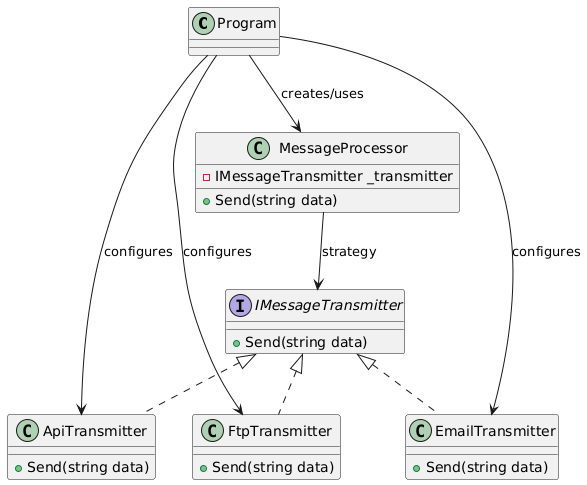 C Program
creates/uses
C MessageProcessor
IMessageTransmitter _transmitter
Send(string data)
configures
configures
strategy
configures
I IMessageTransmitter
Send(string data)
C ApiTransmitter
Send(string data)
C FtpTransmitter
Send(string data)
C EmailTransmitter
Send(string data)